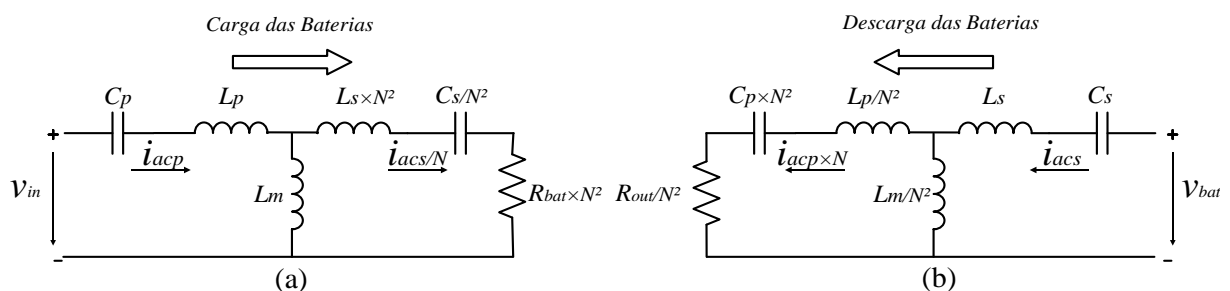 Carga das Baterias
Cp
Lp
Ls×N²
Cs/N²
+
iacp
iacs/N
vin
Lm
Rbat×N²
−
(a)
Descarga das Baterias
Cp×N²
Lp/N²
Ls
Cs
+
iacp×N
iacs
Rout/N²
Lm/N²
vbat
−
(b)